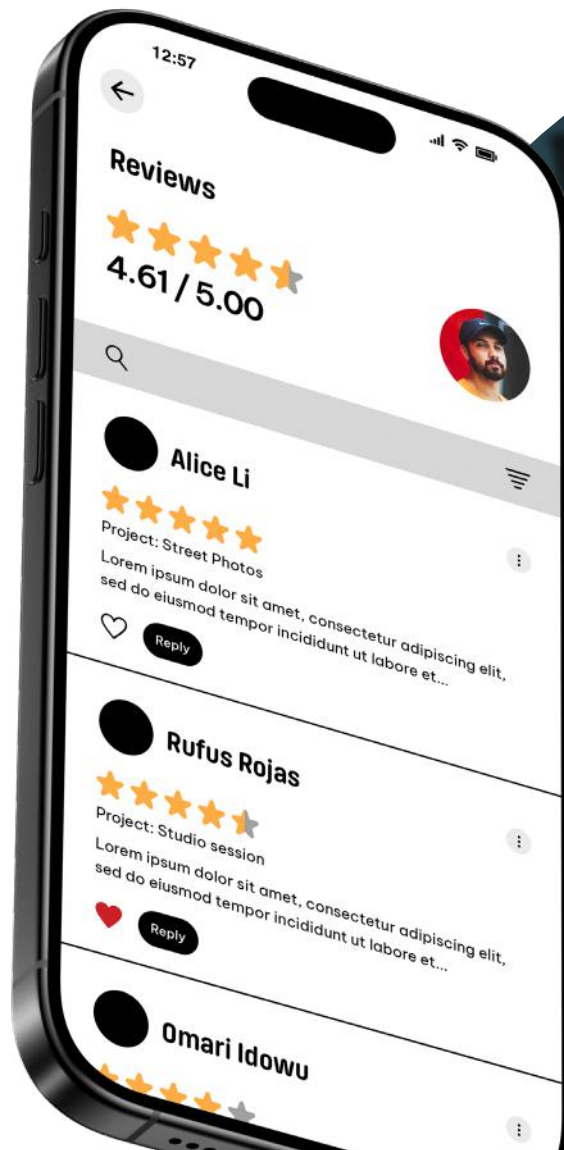 12:57
Reviews
4.61 / 5.00
Alice Li
Project: Street Photos
Lorem ipsum dolor sit amet, consectetur adipiscing elit,
sed do eiusmod tempor incididunt ut labore et...
Reply
Rufus Rojas
Project: Studio session
Lorem ipsum dolor sit amet, consectetur adipiscing elit,
sed do eiusmod tempor incididunt ut labore et...
Reply
Omari Idowu